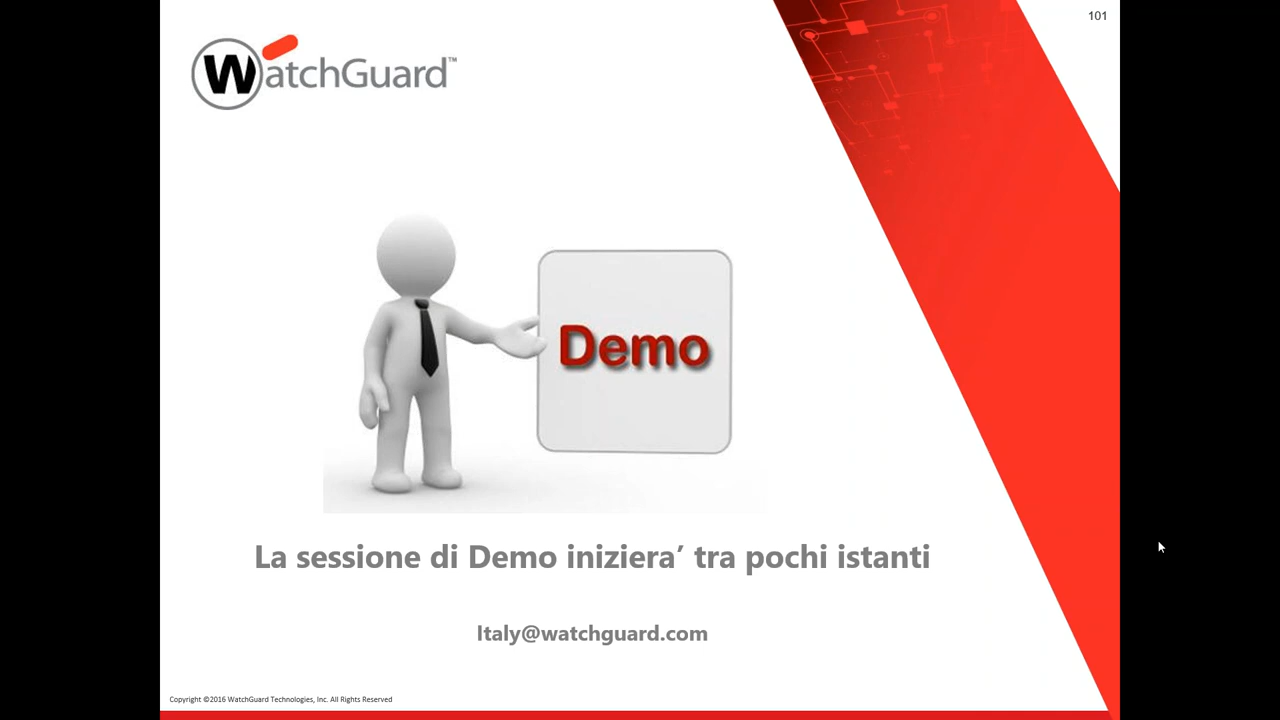 101
WatchGuard™
Demo
La sessione di Demo iniziera’ tra pochi istanti
Italy@watchguard.com
Copyright ©2016 WatchGuard Technologies, Inc. All Rights Reserved